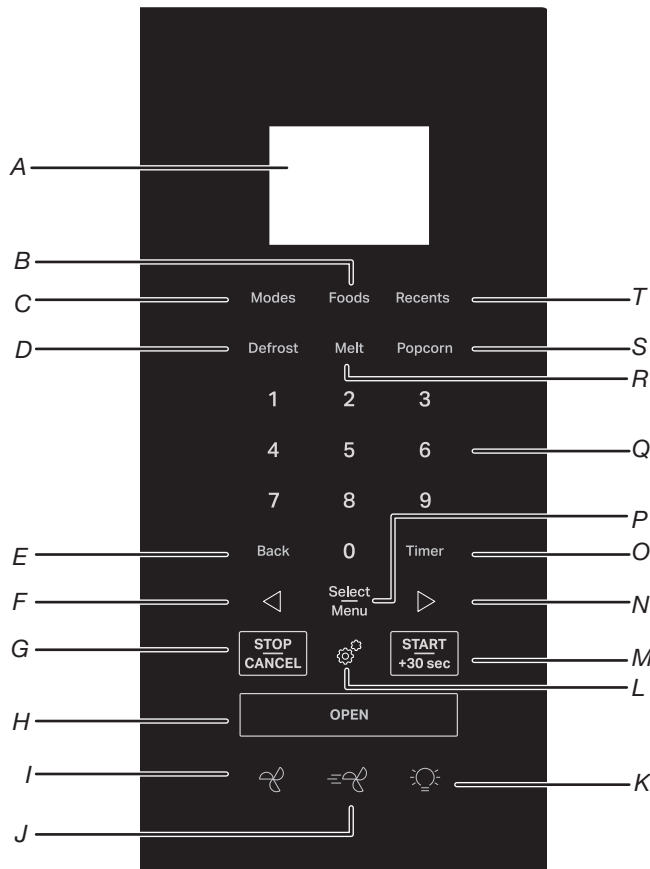 A
B
C Modes Foods Recents T
D Defrost Melt Popcorn S
R
1 2 3
4 5 6 Q
7 8 9
P
E Back 0 Timer O
F Select N
Menu
G STOP START M
CANCEL +30 sec
L
H OPEN
I K
J